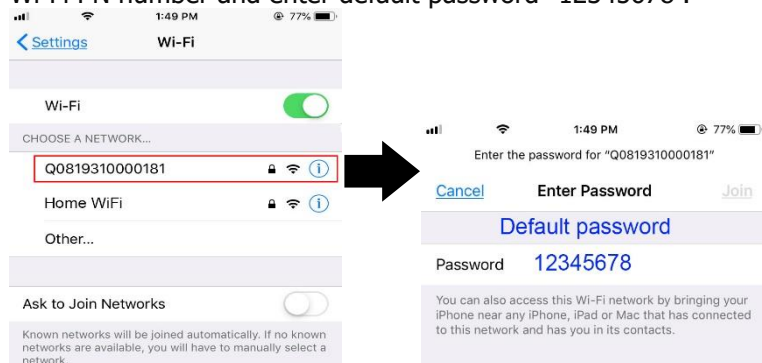 Wi-Fi PN number and enter default password "12345678".
1:49 PM
77%
Settings
Wi-Fi
Wi-Fi
CHOOSE A NETWORK...
Q0819310000181
Home WiFi
Other...
Ask to Join Networks
Known networks will be joined automatically. If no known
networks are available, you will have to manually select a
network.
1:49 PM
77%
Enter the password for “Q0819310000181”
Cancel
Enter Password
Join
Default password
Password
12345678
You can also access this Wi-Fi network by bringing your
iPhone near any iPhone, iPad or Mac that has connected
to this network and has you in its contacts.